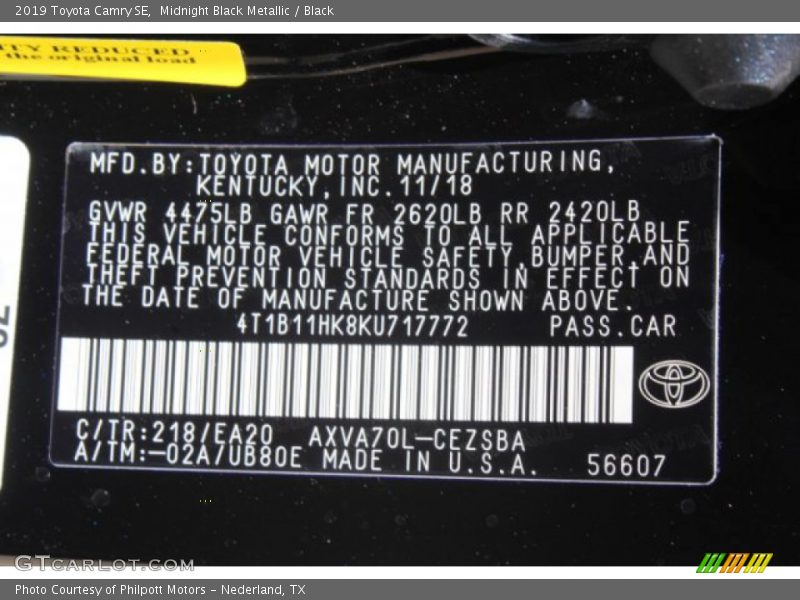 2019 Toyota Camry SE, Midnight Black Metallic / Black
TY REDUCED
the original load
MFD.BY:TOYOTA MOTOR MANUFACTURING,
KENTUCKY,INC.11/18
GVWR 4475LB GAWR FR 2620LB RR 2420LB
THIS VEHICLE CONFORMS TO ALL APPLICABLE
FEDERAL MOTOR VEHICLE SAFETY,BUMPER,AND
THEFT PREVENTION STANDARDS IN EFFECT ON
THE DATE OF MANUFACTURE SHOWN ABOVE.
4T1B11HK8KU717772 PASS.CAR
C/TR:218/EA20 AXVA70L-CEZSBA
A/TM:-02A/UB80E MADE IN U.S.A. 56607
GTcarlot.com
Photo Courtesy of Philpott Motors - Nederland, TX